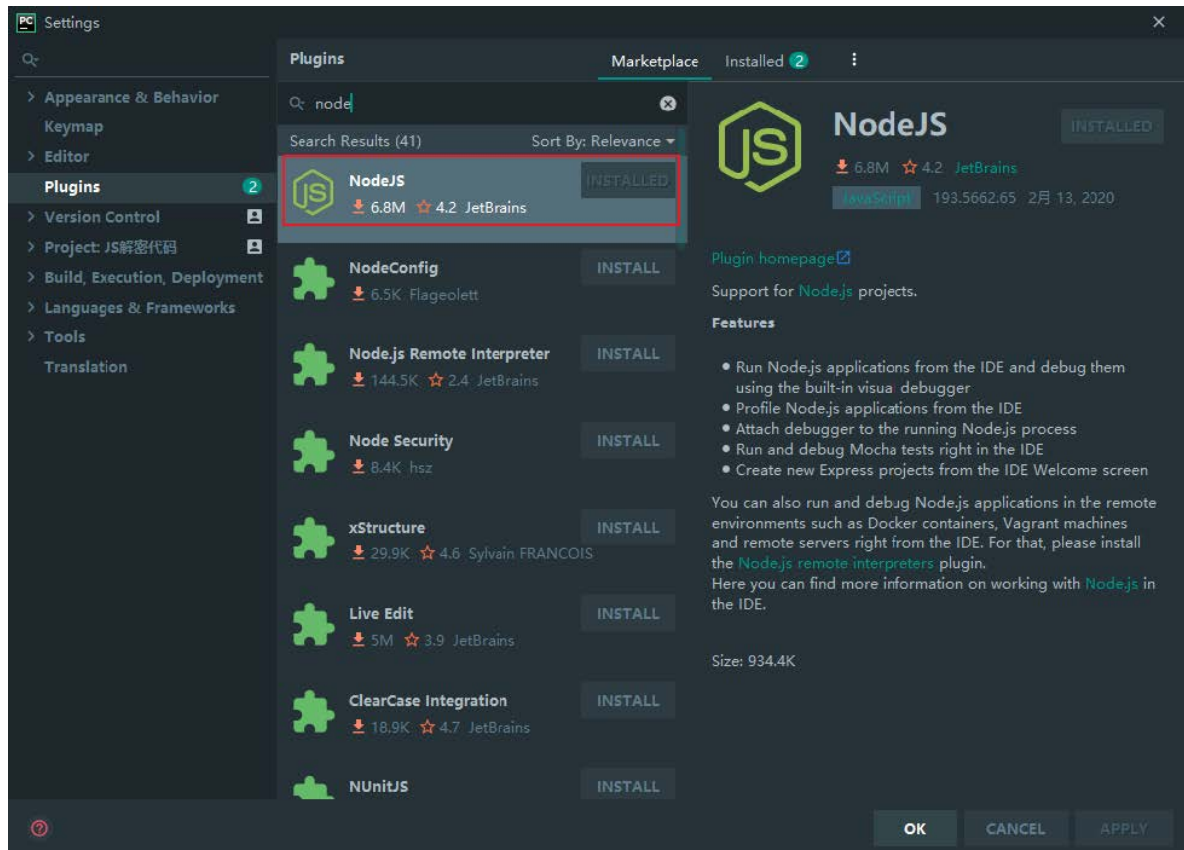 PC Settings
Appearance & Behavior
Keymap
Editor
Plugins 2
Version Control
Project: JS解密代码
Build, Execution, Deployment
Languages & Frameworks
Tools
Translation
Plugins
Marketplace
Installed 2
node
Search Results (41) Sort By: Relevance
JS
NodeJS INSTALLED
6.8M 4.2 JetBrains
NodeConfig INSTALL
6.5K Flageolett
Node.js Remote Interpreter INSTALL
144.5K 2.4 JetBrains
Node Security INSTALL
8.4K hsz
xStructure INSTALL
29.9K 4.6 Sylvain FRANCOIS
Live Edit INSTALL
5M 3.9 JetBrains
ClearCase Integration INSTALL
18.9K 4.7 JetBrains
NUnitJS INSTALL
JS
NodeJS INSTALLED
6.8M 4.2 JetBrains
JavaScript 193.5662.65 2月 13, 2020
Plugin homepage
Support for Node.js projects.
Features
• Run Node.js applications from the IDE and debug them
using the built-in visual debugger
• Profile Node.js applications from the IDE
• Attach debugger to the running Node.js process
• Run and debug Mocha tests right in the IDE
• Create new Express projects from the IDE Welcome screen
You can also run and debug Node.js applications in the remote
environments such as Docker containers, Vagrant machines
and remote servers right from the IDE. For that, please install
the Node.js remote interpreters plugin.
Here you can find more information on working with Node.js in
the IDE.
Size: 934.4K
OK CANCEL APPLY